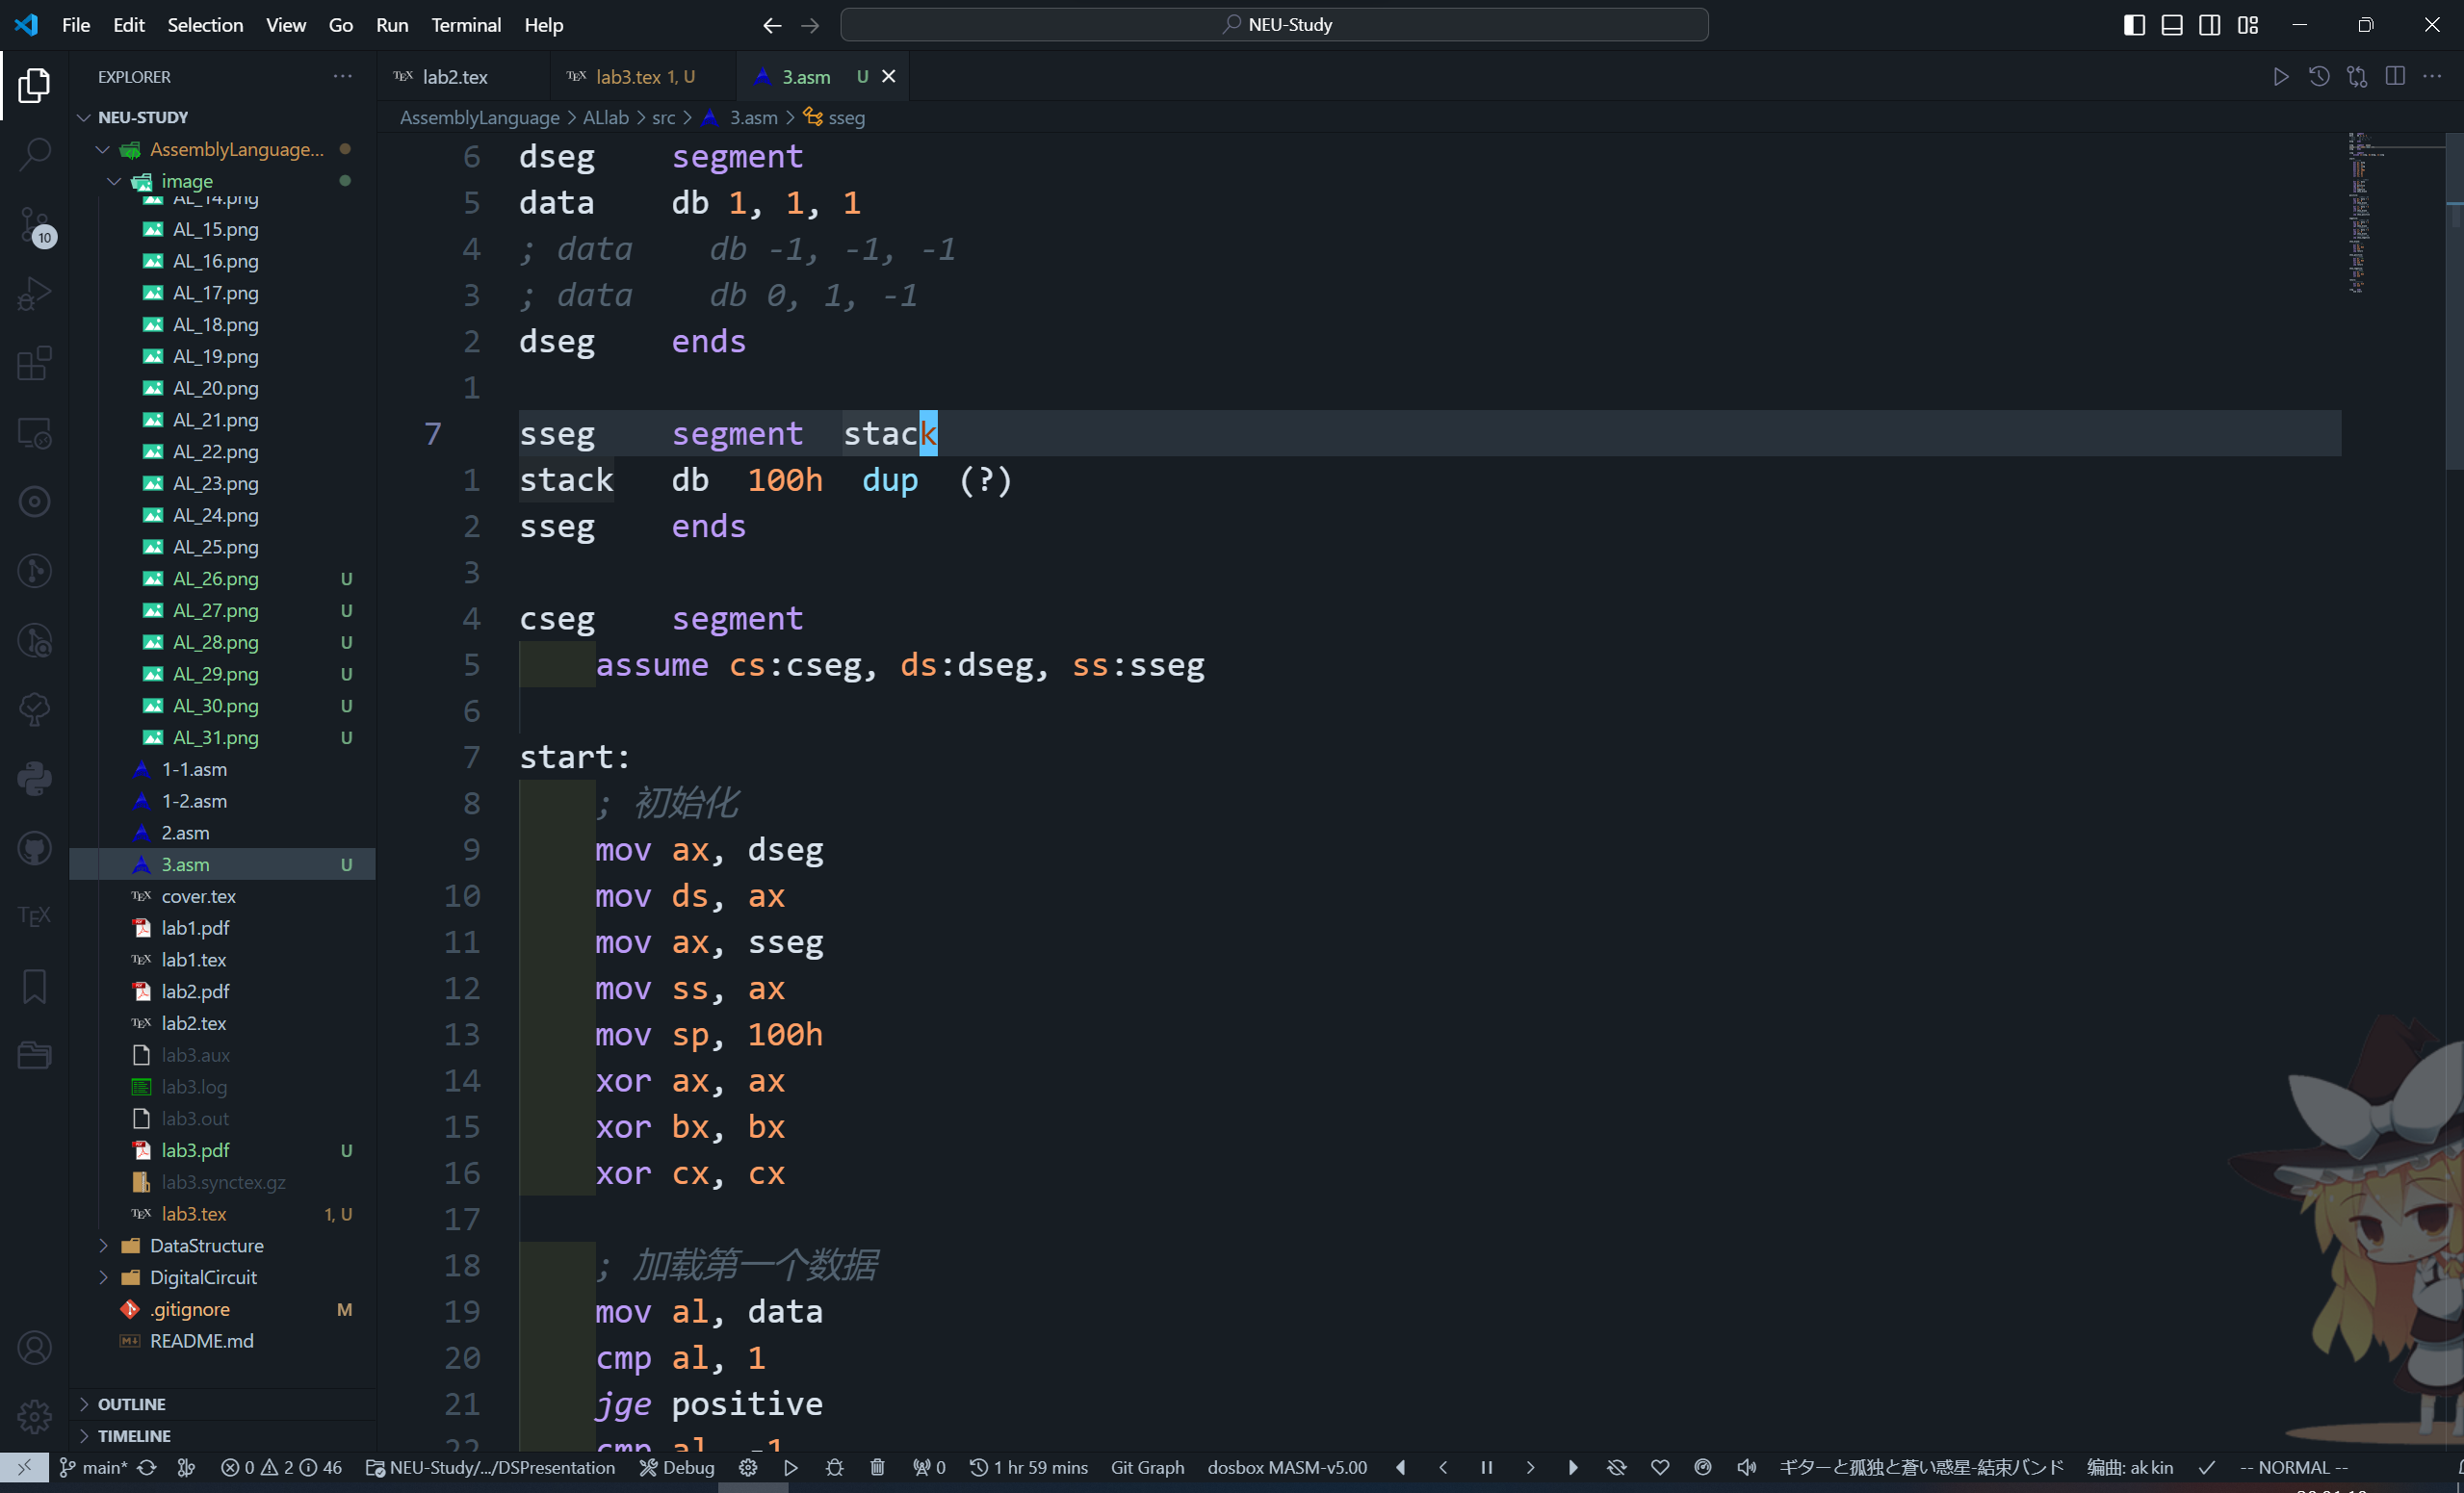 File Edit Selection View Go Run Terminal Help
NEU-Study
EXPLORER
NEU-STUDY
AssemblyLanguage...
image
AL_14.png
AL_15.png
AL_16.png
AL_17.png
AL_18.png
AL_19.png
AL_20.png
AL_21.png
AL_22.png
AL_23.png
AL_24.png
AL_25.png
AL_26.png U
AL_27.png U
AL_28.png U
AL_29.png U
AL_30.png U
AL_31.png U
1-1.asm
1-2.asm
2.asm
3.asm U
cover.tex
lab1.pdf
lab1.tex
lab2.pdf
lab2.tex
lab3.aux
lab3.log
lab3.out
lab3.pdf U
lab3.synctex.gz
lab3.tex 1, U
DataStructure
DigitalCircuit
.gitignore M
README.md
OUTLINE
TIMELINE
10
TEX
TEX lab2.tex
TEX lab3.tex 1, U
3.asm U
AssemblyLanguage > ALlab > src > 3.asm > sseg
6 dseg segment
5 data db 1, 1, 1
4 ; data db -1, -1, -1
3 ; data db 0, 1, -1
2 dseg ends
1
7 sseg segment stack
1 stack db 100h dup (?)
2 sseg ends
3
4 cseg segment
5 assume cs:cseg, ds:dseg, ss:sseg
6
7 start:
8 ; 初始化
9 mov ax, dseg
10 mov ds, ax
11 mov ax, sseg
12 mov ss, ax
13 mov sp, 100h
14 xor ax, ax
15 xor bx, bx
16 xor cx, cx
17
18 ; 加载第一个数据
19 mov al, data
20 cmp al, 1
21 jge positive
22 cmp al, -1
main* 0 2 46 NEU-Study/.../DSPresentation Debug 0 1 hr 59 mins Git Graph dosbox MASM-v5.00 ギターと孤独と蒼い惑星-結束バンド 编曲: akkin -- NORMAL --